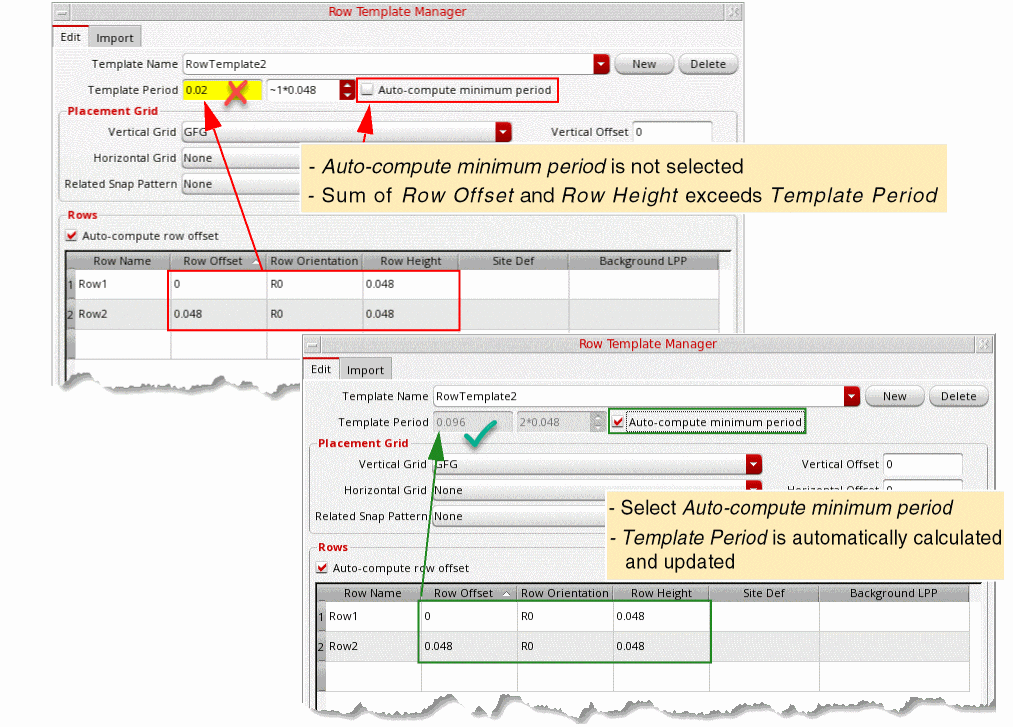 Row Template Manager
Edit Import
Template Name RowTemplate2 New Delete
Template Period 0.02 ~1*0.048 Auto-compute minimum period
Placement Grid
Vertical Grid GFG Vertical Offset 0
Horizontal Grid None
Related Snap Pattern None
- Auto-compute minimum period is not selected
- Sum of Row Offset and Row Height exceeds Template Period
Rows
Auto-compute row offset
Row Name Row Offset Row Orientation Row Height Site Def Background LPP
1 Row1 0 R0 0.048
2 Row2 0.048 R0 0.048
Row Template Manager
Edit Import
Template Name RowTemplate2 New Delete
Template Period 0.096 2*0.048 Auto-compute minimum period
Placement Grid
Vertical Grid GFG Vertical Offset 0
Horizontal Grid None Horizontal Offset 0
Related Snap Pattern None
- Select Auto-compute minimum period
- Template Period is automatically calculated
and updated
Rows
Auto-compute row offset
Row Name Row Offset Row Orientation Row Height Site Def Background LPP
1 Row1 0 R0 0.048
2 Row2 0.048 R0 0.048